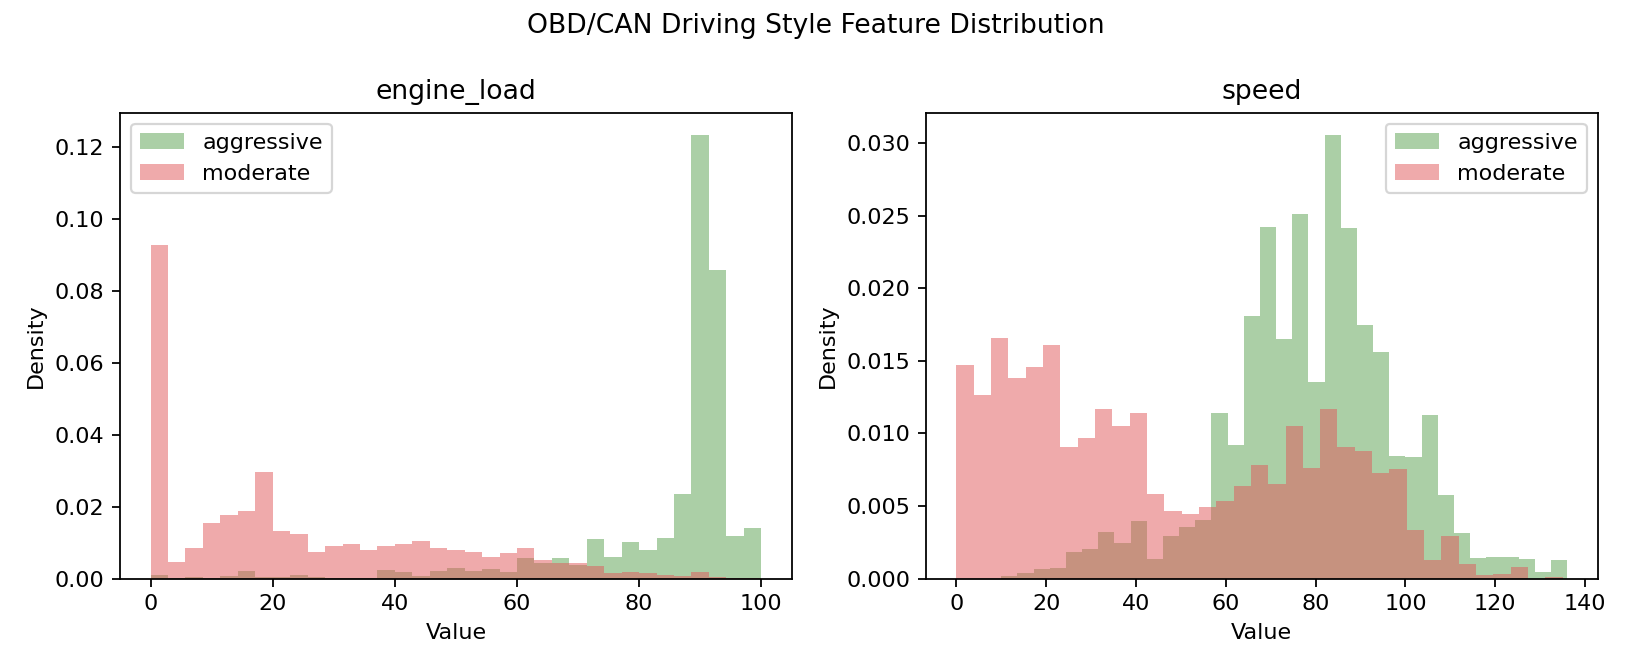 OBD/CAN Driving Style Feature Distribution
engine_load
aggressive
moderate
Density
0.12
0.10
0.08
0.06
0.04
0.02
0.00
0 20 40 60 80 100
Value
speed
aggressive
moderate
Density
0.030
0.025
0.020
0.015
0.010
0.005
0.000
0 20 40 60 80 100 120 140
Value